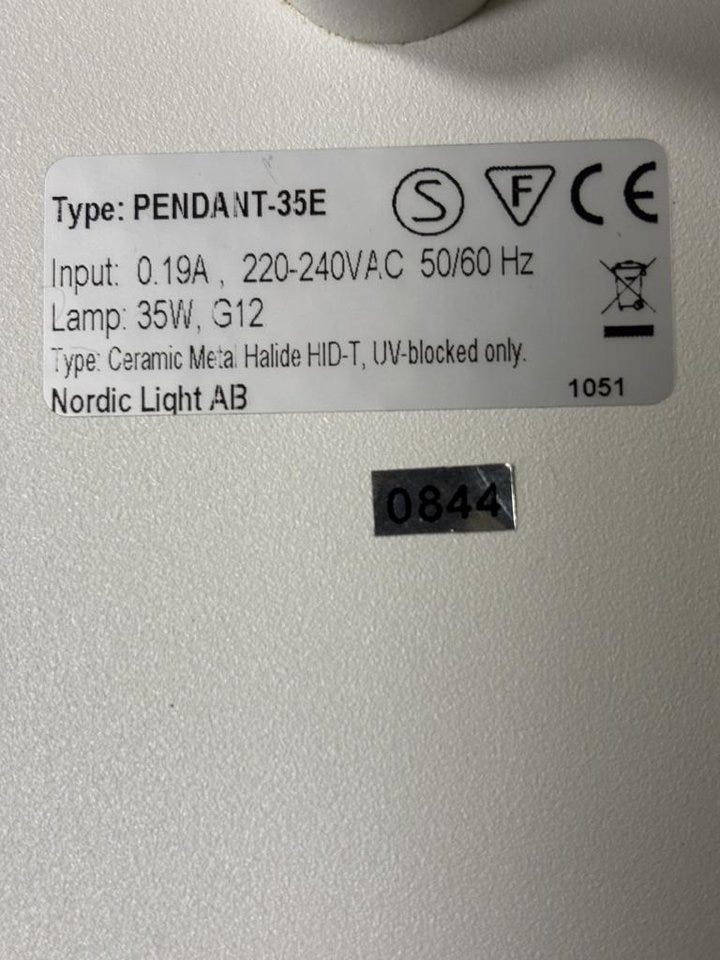 Type: PENDANT-35E S F CE
Input: 0.19A , 220-240VAC 50/60 Hz
Lamp: 35W, G12
Type: Ceramic Metal Halide HID-T, UV-blocked only.
Nordic Light AB 1051
0844